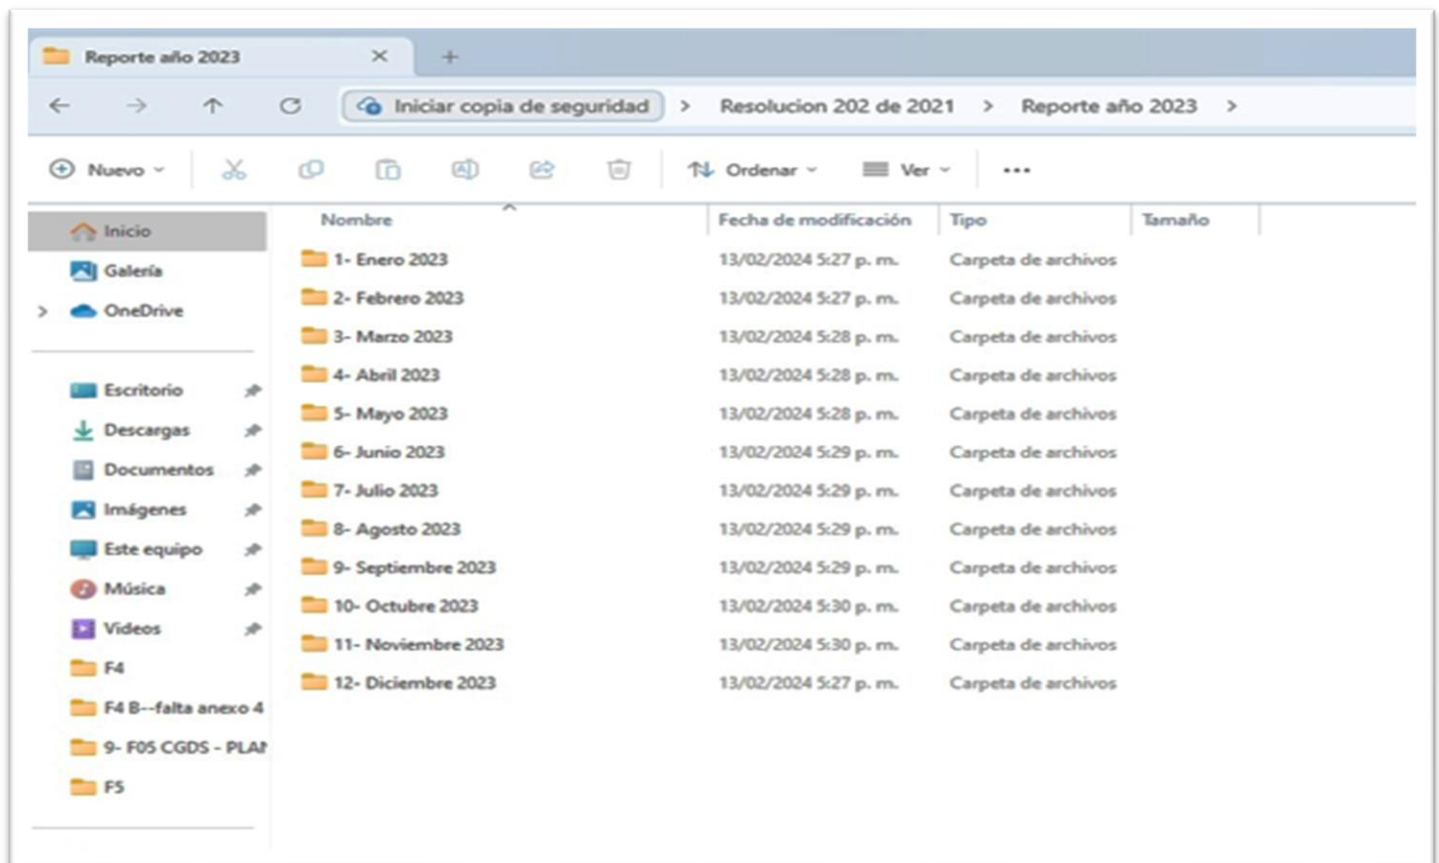 Reporte año 2023
Iniciar copia de seguridad > Resolucion 202 de 2021 > Reporte año 2023 >
Nuevo Ordenar Ver ...
Nombre Fecha de modificación Tipo Tamaño
Inicio
Galería
OneDrive
Escritorio
Descargas
Documentos
Imágenes
Este equipo
Música
Videos
F4
F4 B--falta anexo 4
9- F05 CGDS - PLAN
F5
1- Enero 2023 13/02/2024 5:27 p. m. Carpeta de archivos
2- Febrero 2023 13/02/2024 5:27 p. m. Carpeta de archivos
3- Marzo 2023 13/02/2024 5:28 p. m. Carpeta de archivos
4- Abril 2023 13/02/2024 5:28 p. m. Carpeta de archivos
5- Mayo 2023 13/02/2024 5:28 p. m. Carpeta de archivos
6- Junio 2023 13/02/2024 5:29 p. m. Carpeta de archivos
7- Julio 2023 13/02/2024 5:29 p. m. Carpeta de archivos
8- Agosto 2023 13/02/2024 5:29 p. m. Carpeta de archivos
9- Septiembre 2023 13/02/2024 5:29 p. m. Carpeta de archivos
10- Octubre 2023 13/02/2024 5:30 p. m. Carpeta de archivos
11- Noviembre 2023 13/02/2024 5:30 p. m. Carpeta de archivos
12- Diciembre 2023 13/02/2024 5:27 p. m. Carpeta de archivos